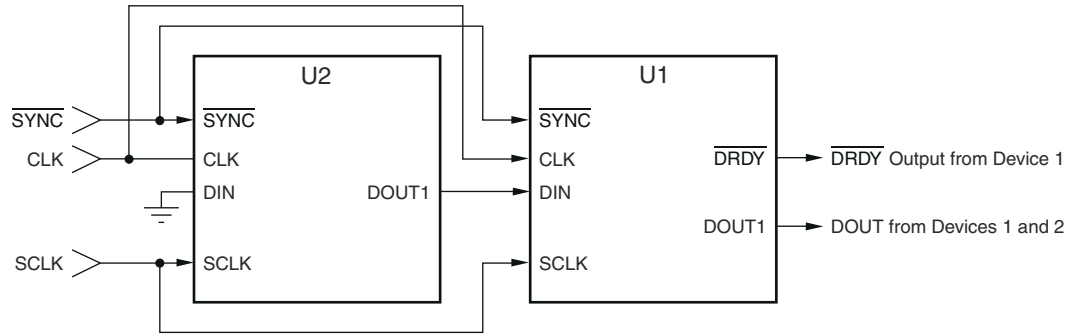 U2
U1
SYNC
SYNC
SYNC
CLK
CLK
CLK
DRDY
DRDY Output from Device 1
DIN
DOUT1
DIN
DOUT1
DOUT from Devices 1 and 2
SCLK
SCLK
SCLK